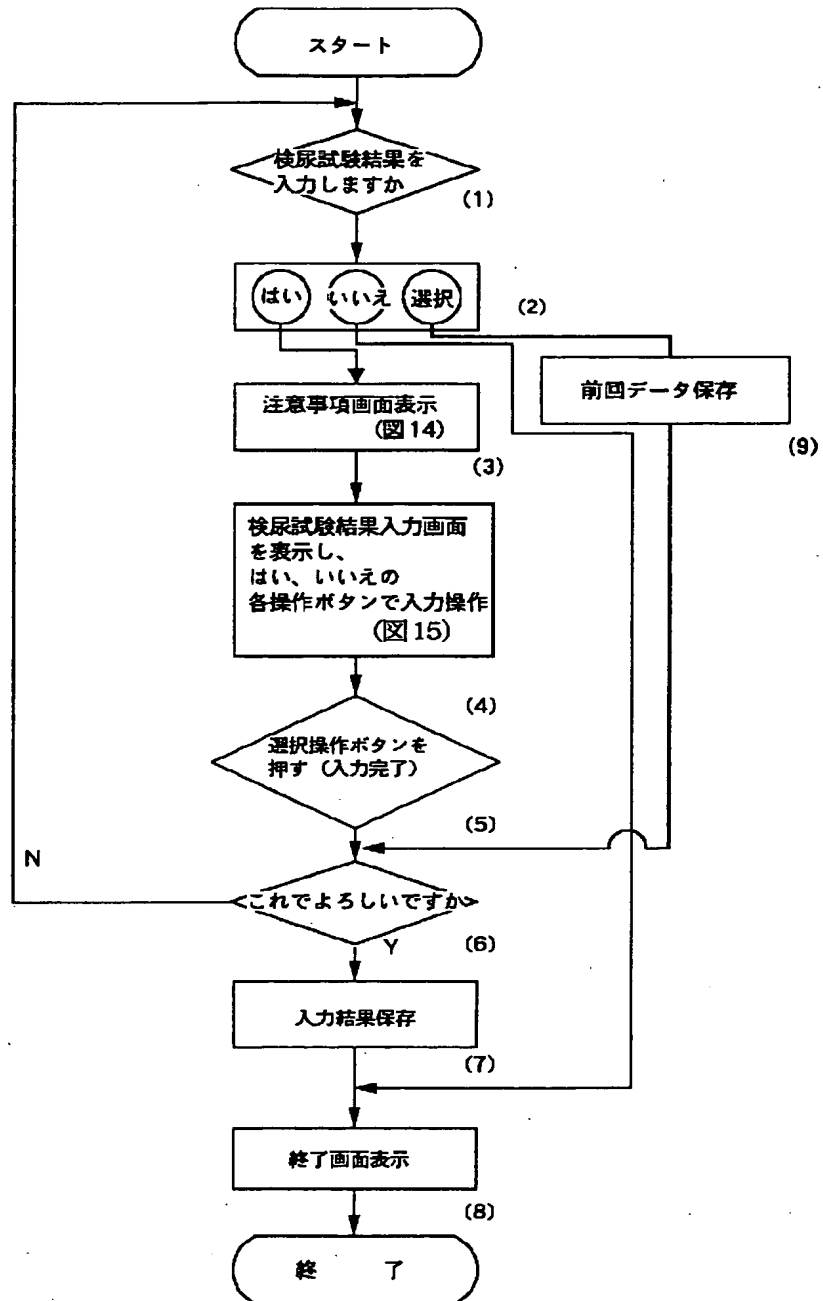 スタート
検尿試験結果を
入力しますか
(1)
はい
いいえ
選択
(2)
前回データ保存
(9)
注意事項画面表示
(図14)
(3)
検尿試験結果入力画面
を表示し、
はい、いいえの
各操作ボタンで入力操作
(図15)
(4)
選択操作ボタンを
押す(入力完了)
(5)
N
これでよろしいですか
Y
(6)
入力結果保存
(7)
終了画面表示
(8)
終 了